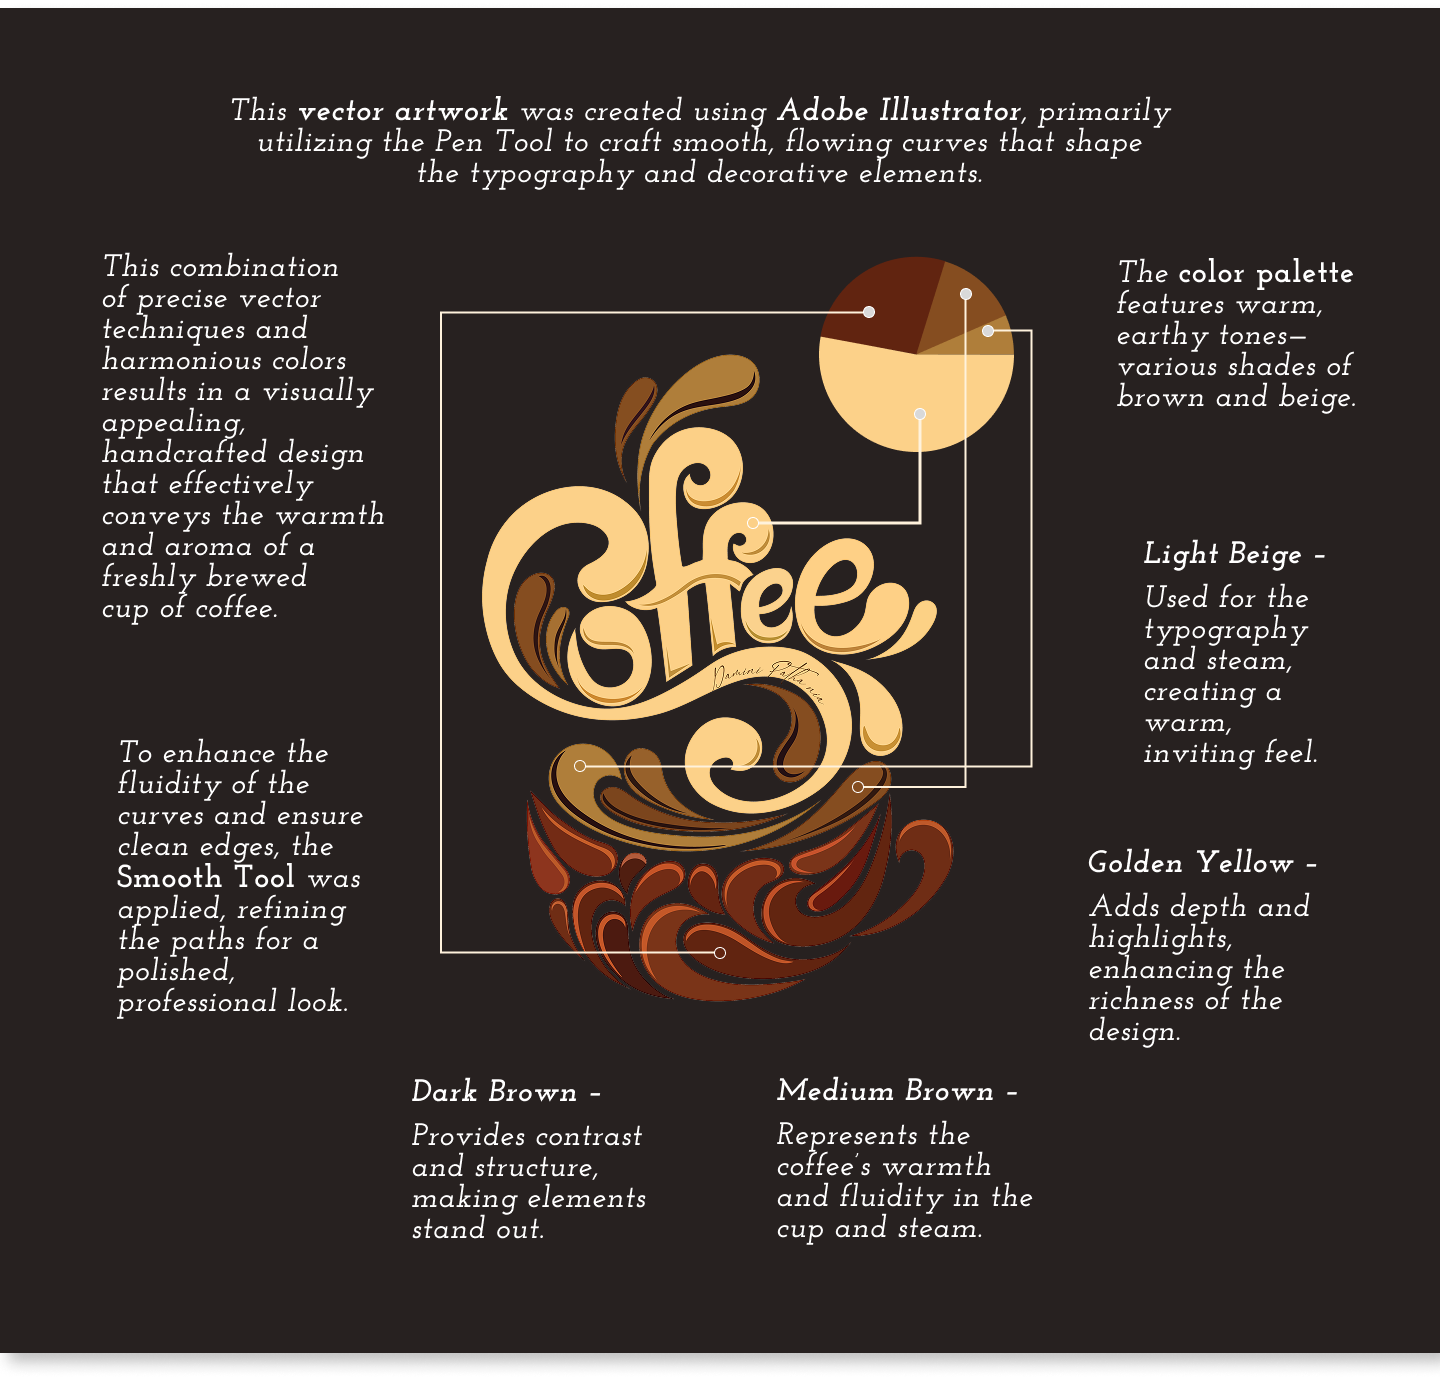 This vector artwork was created using Adobe Illustrator, primarily
utilizing the Pen Tool to craft smooth, flowing curves that shape
the typography and decorative elements.
This combination
of precise vector
techniques and
harmonious colors
results in a visually
appealing,
handcrafted design
that effectively
conveys the warmth
and aroma of a
freshly brewed
cup of coffee.
The color palette
features warm,
earthy tones—
various shades of
brown and beige.
Coffee
Damini Pathania
Light Beige –
Used for the
typography
and steam,
creating a
warm,
inviting feel.
To enhance the
fluidity of the
curves and ensure
clean edges, the
Smooth Tool was
applied, refining
the paths for a
polished,
professional look.
Golden Yellow –
Adds depth and
highlights,
enhancing the
richness of the
design.
Dark Brown –
Provides contrast
and structure,
making elements
stand out.
Medium Brown –
Represents the
coffee's warmth
and fluidity in the
cup and steam.